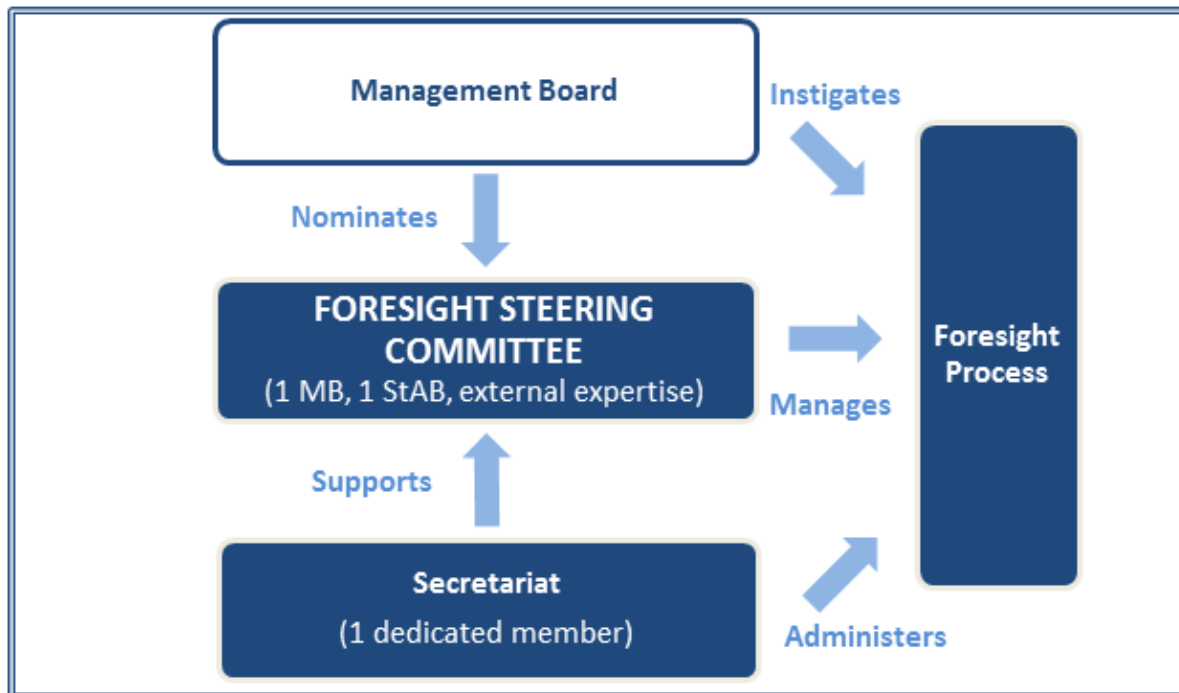 Management Board
Instigates
Nominates
FORESIGHT STEERING
COMMITTEE
(1 MB, 1 StAB, external expertise)
Manages
Foresight
Process
Supports
Secretariat
(1 dedicated member)
Administers